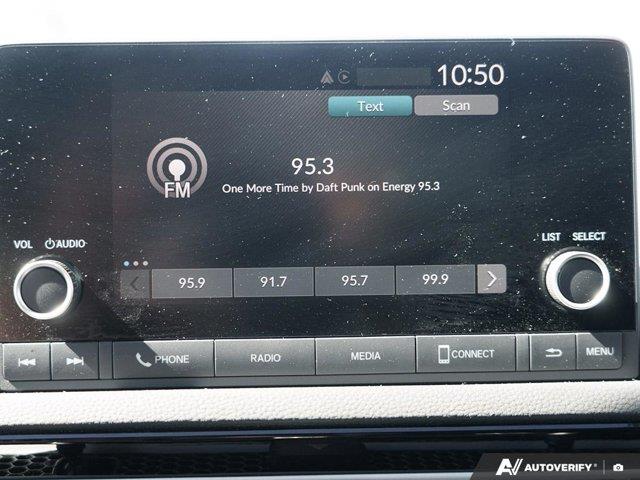 10:50
Text Scan
95.3
FM
One More Time by Daft Punk on Energy 95.3
VOL AUDIO
LIST SELECT
95.9 91.7 95.7 99.9
PHONE RADIO MEDIA CONNECT MENU
AUTOVERIFY